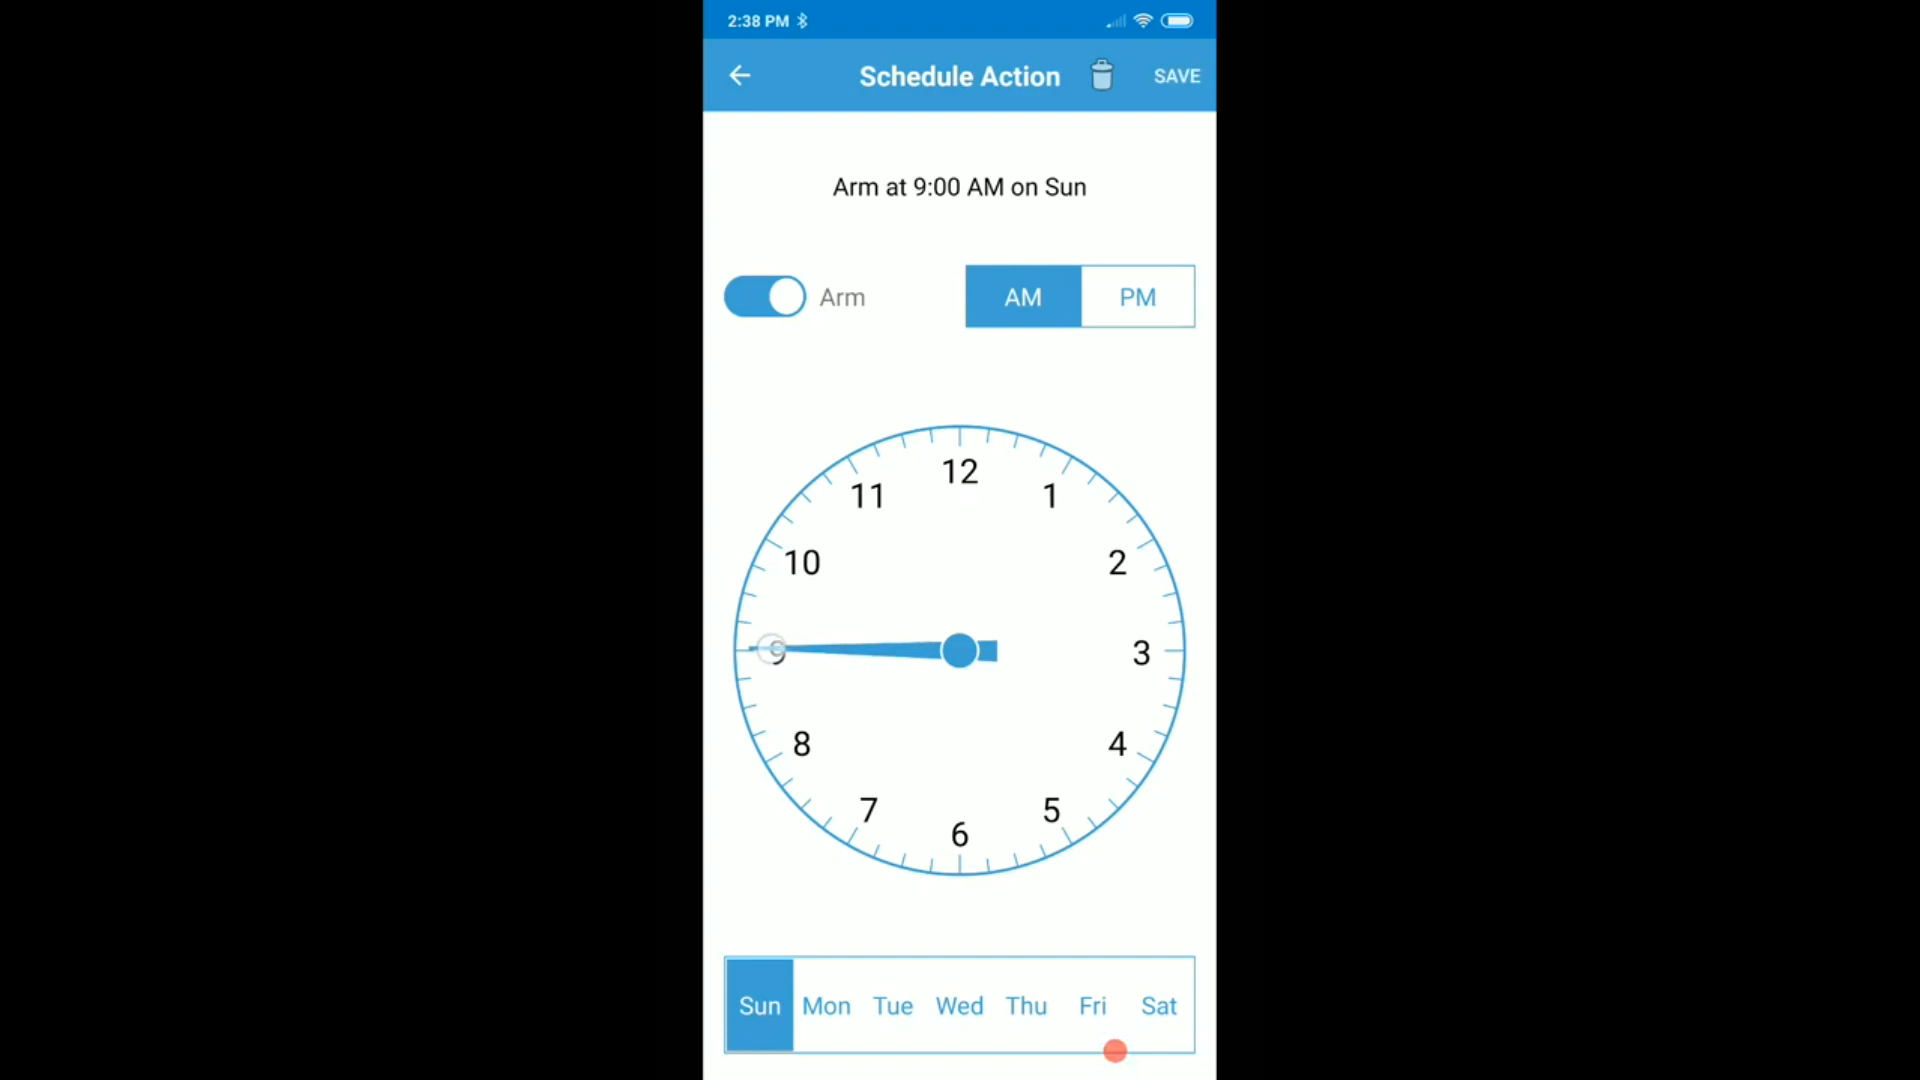 2:38 PM
Schedule Action
SAVE
Arm at 9:00 AM on Sun
Arm
AM
PM
12
11
1
10
2
9
3
8
4
7
5
6
Sun Mon Tue Wed Thu Fri Sat